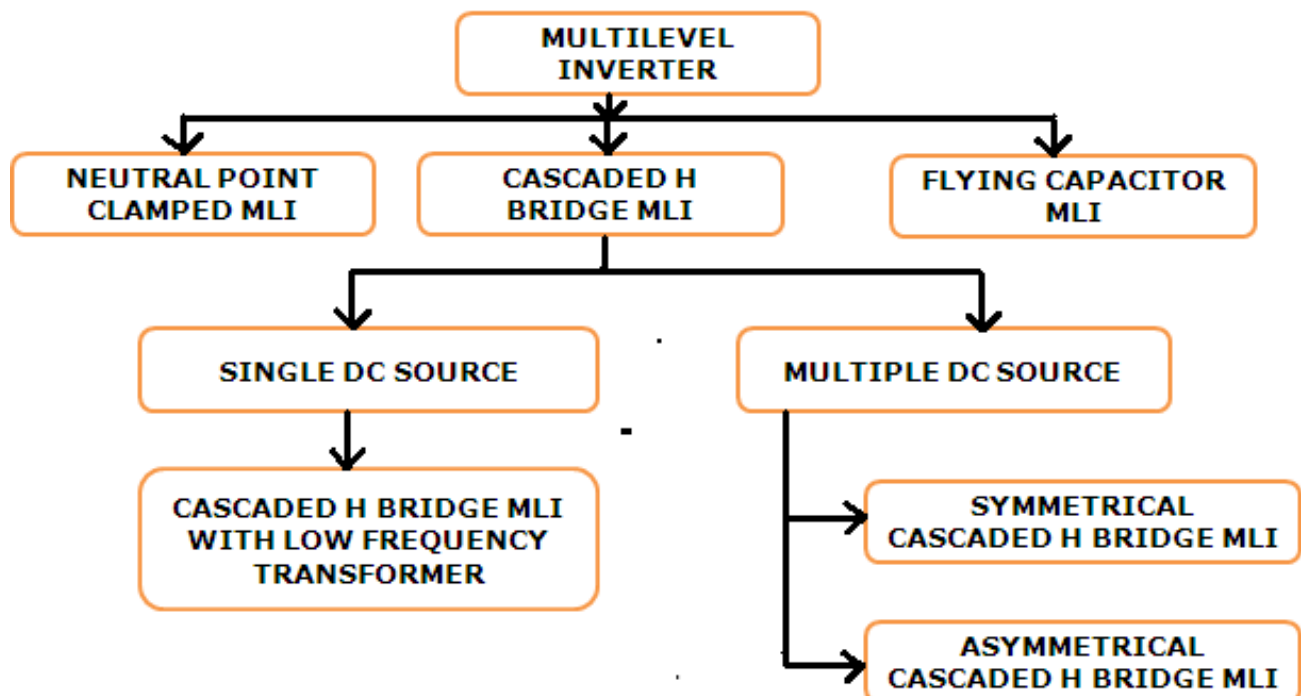 MULTILEVEL
INVERTER
NEUTRAL POINT
CLAMPED MLI
CASCADED H
BRIDGE MLI
FLYING CAPACITOR
MLI
SINGLE DC SOURCE
MULTIPLE DC SOURCE
CASCADED H BRIDGE MLI
WITH LOW FREQUENCY
TRANSFORMER
SYMMETRICAL
CASCADED H BRIDGE MLI
ASYMMETRICAL
CASCADED H BRIDGE MLI